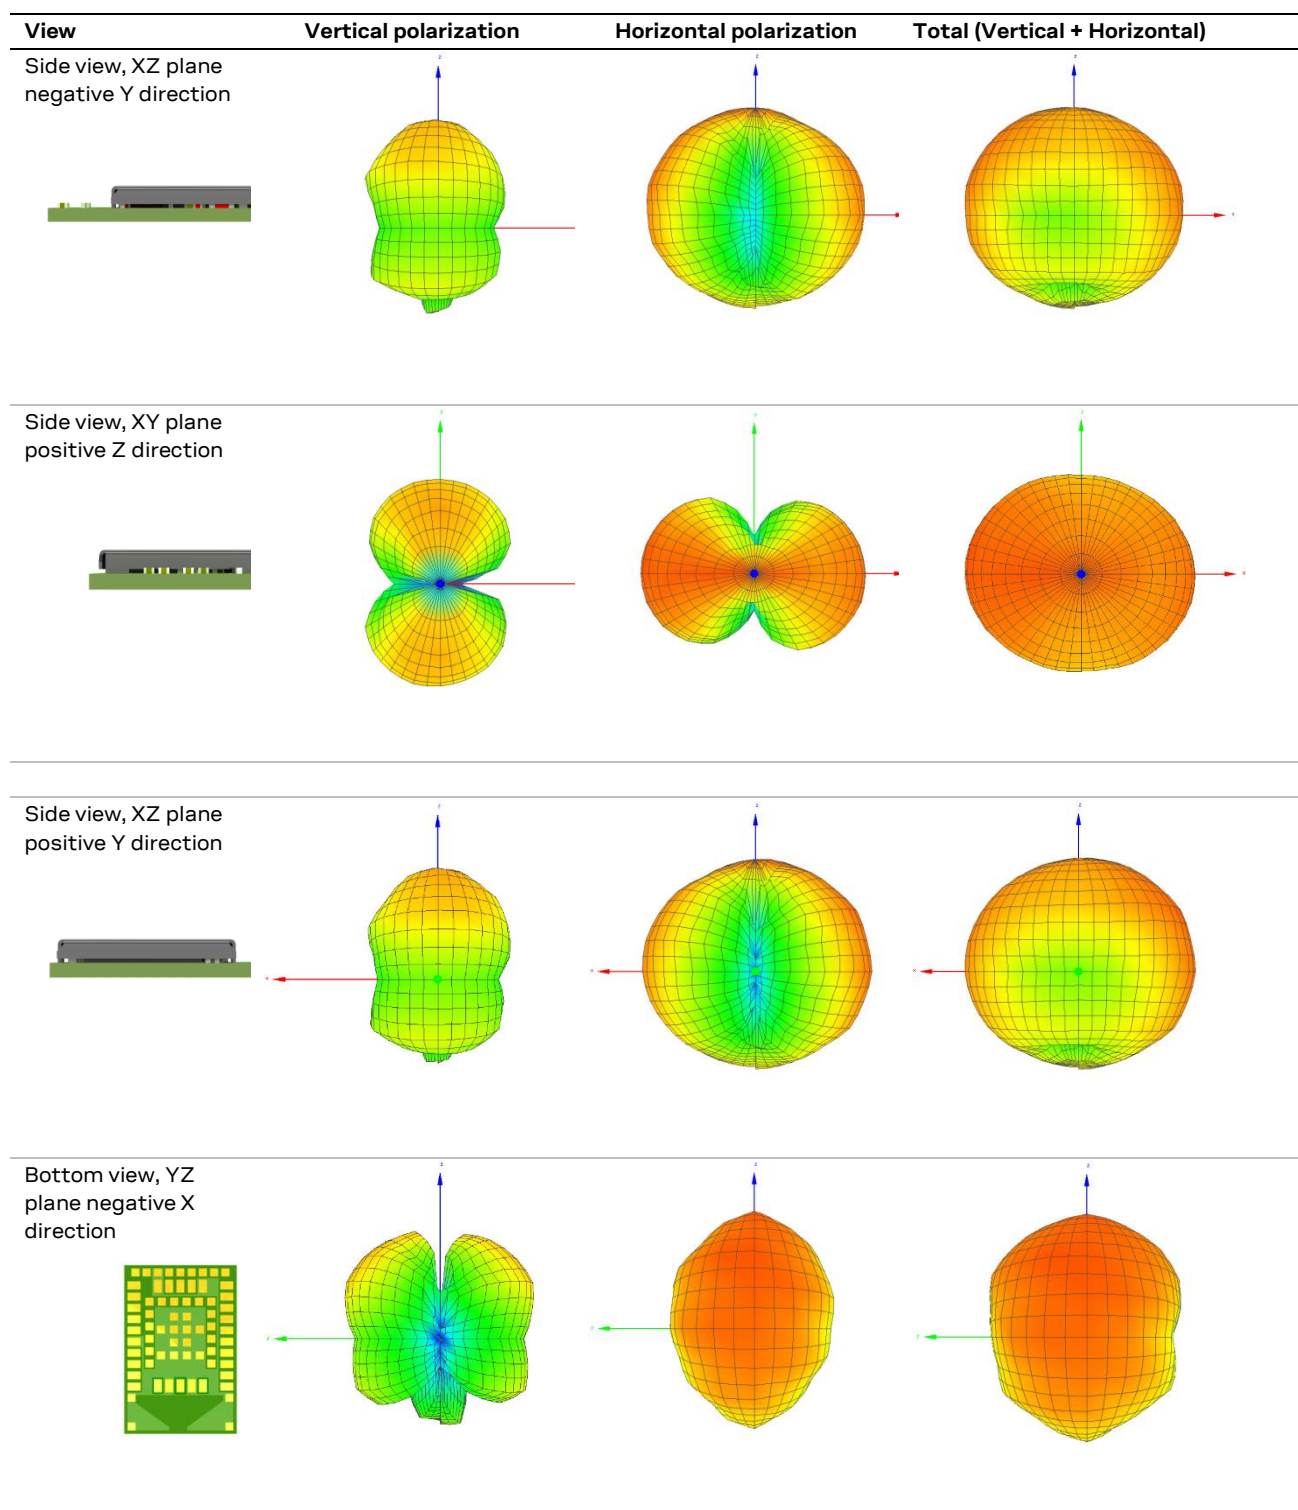 View Vertical polarization Horizontal polarization Total (Vertical + Horizontal)
Side view, XZ plane
negative Y direction
Side view, XY plane
positive Z direction
Side view, XZ plane
positive Y direction
Bottom view, YZ
plane negative X
direction